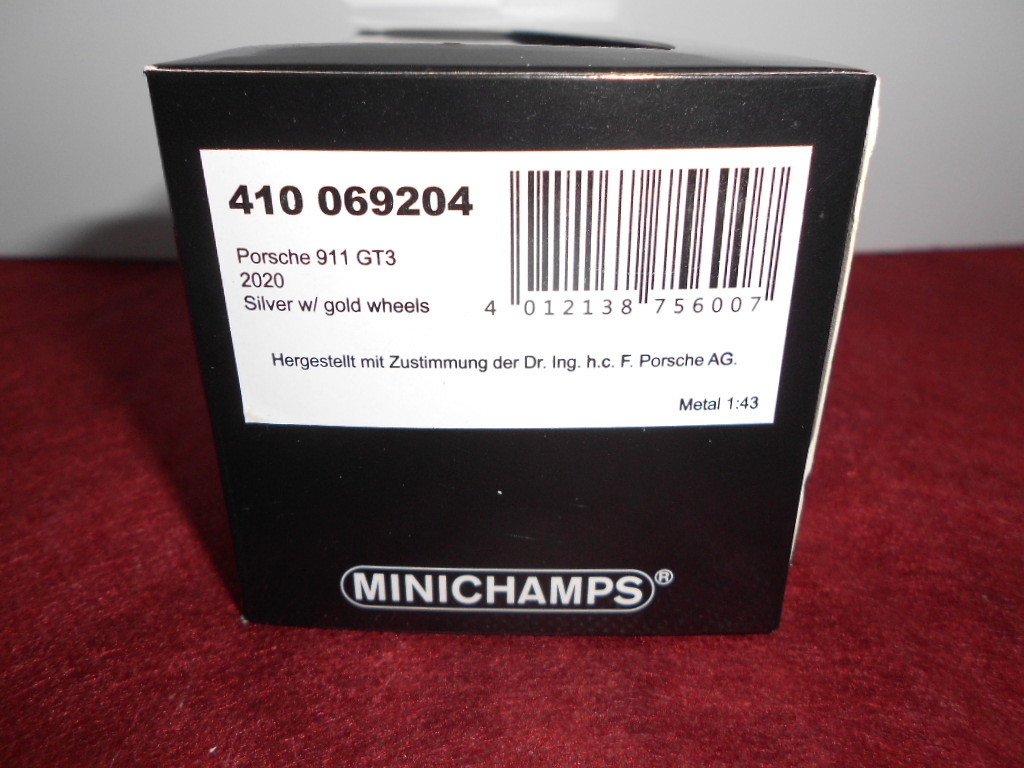 410 069204
Porsche 911 GT3
2020
Silver w/ gold wheels
4 012138 756007
Hergestellt mit Zustimmung der Dr. Ing. h.c. F. Porsche AG.
Metal 1:43
MINICHAMPS®